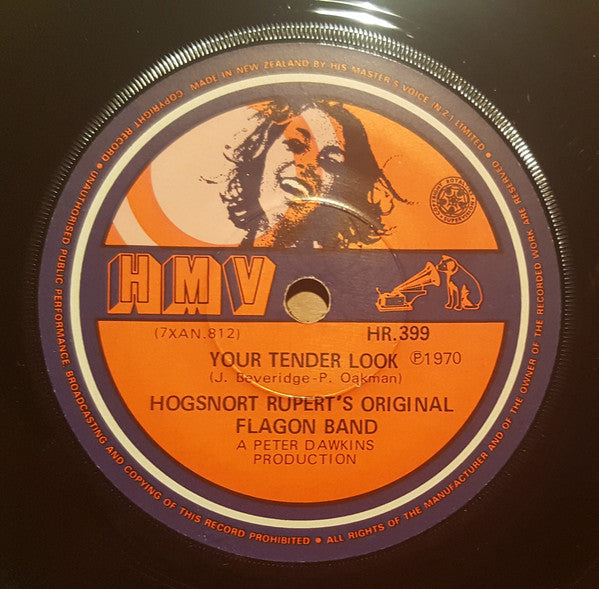 MADE IN NEW ZEALAND BY HIS MASTER'S VOICE (N.Z.) LIMITED. • ALL RIGHTS OF THE MANUFACTURER AND OF THE OWNER OF THE RECORDED WORK ARE RESERVED • UNAUTHORISED PUBLIC PERFORMANCE, BROADCASTING AND COPYING OF THIS RECORD PROHIBITED • COPYRIGHT RECORD
HMV
(7XAN.812) HR.399
YOUR TENDER LOOK ℗1970
(J. Beveridge-P. Oakman)
HOGSNORT RUPERT'S ORIGINAL
FLAGON BAND
A PETER DAWKINS
PRODUCTION